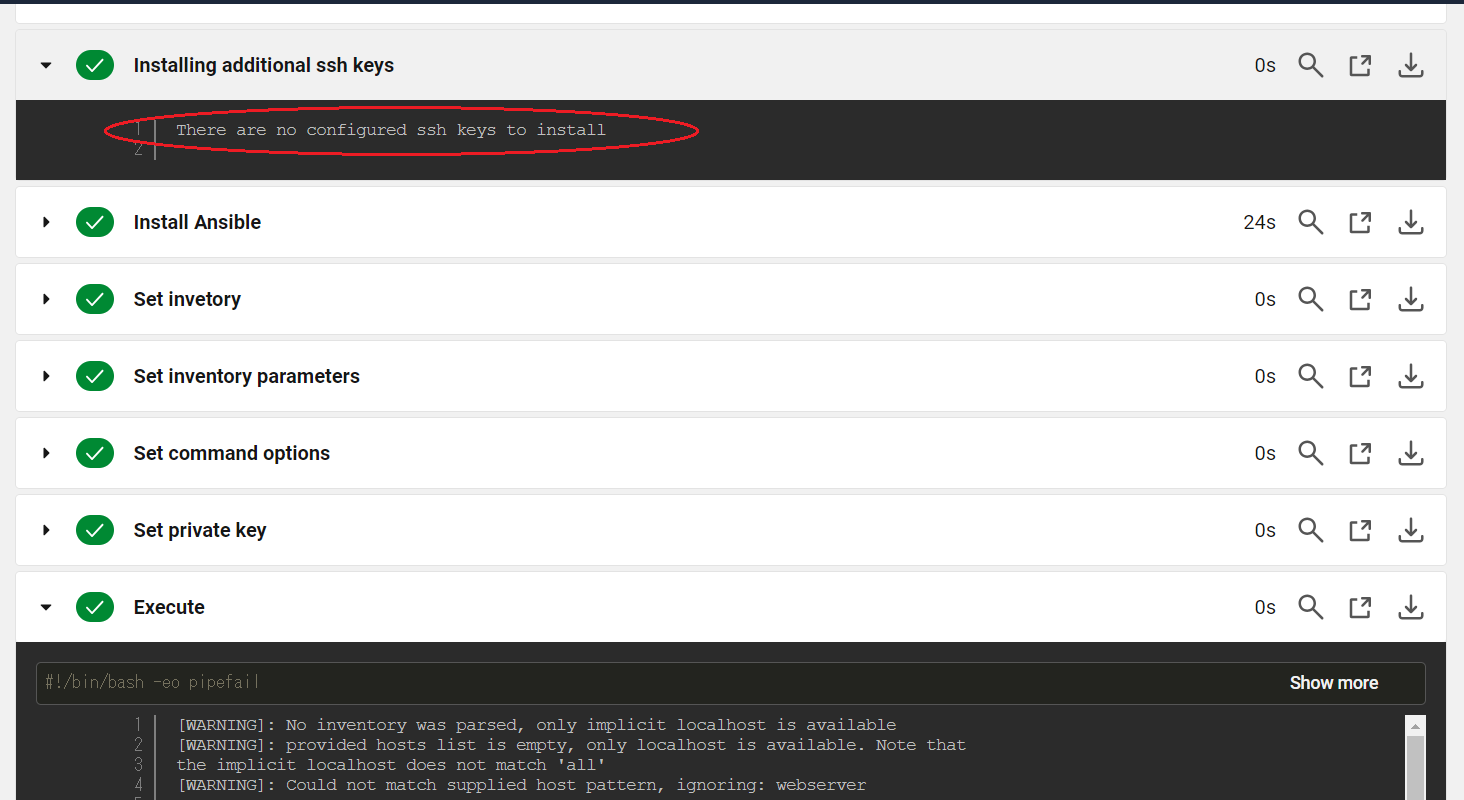 Installing additional ssh keys 0s
1 There are no configured ssh keys to install
2
Install Ansible 24s
Set invetory 0s
Set inventory parameters 0s
Set command options 0s
Set private key 0s
Execute 0s
#!/bin/bash -eo pipefail Show more
1 [WARNING]: No inventory was parsed, only implicit localhost is available
2 [WARNING]: provided hosts list is empty, only localhost is available. Note that
3 the implicit localhost does not match 'all'
4 [WARNING]: Could not match supplied host pattern, ignoring: webserver